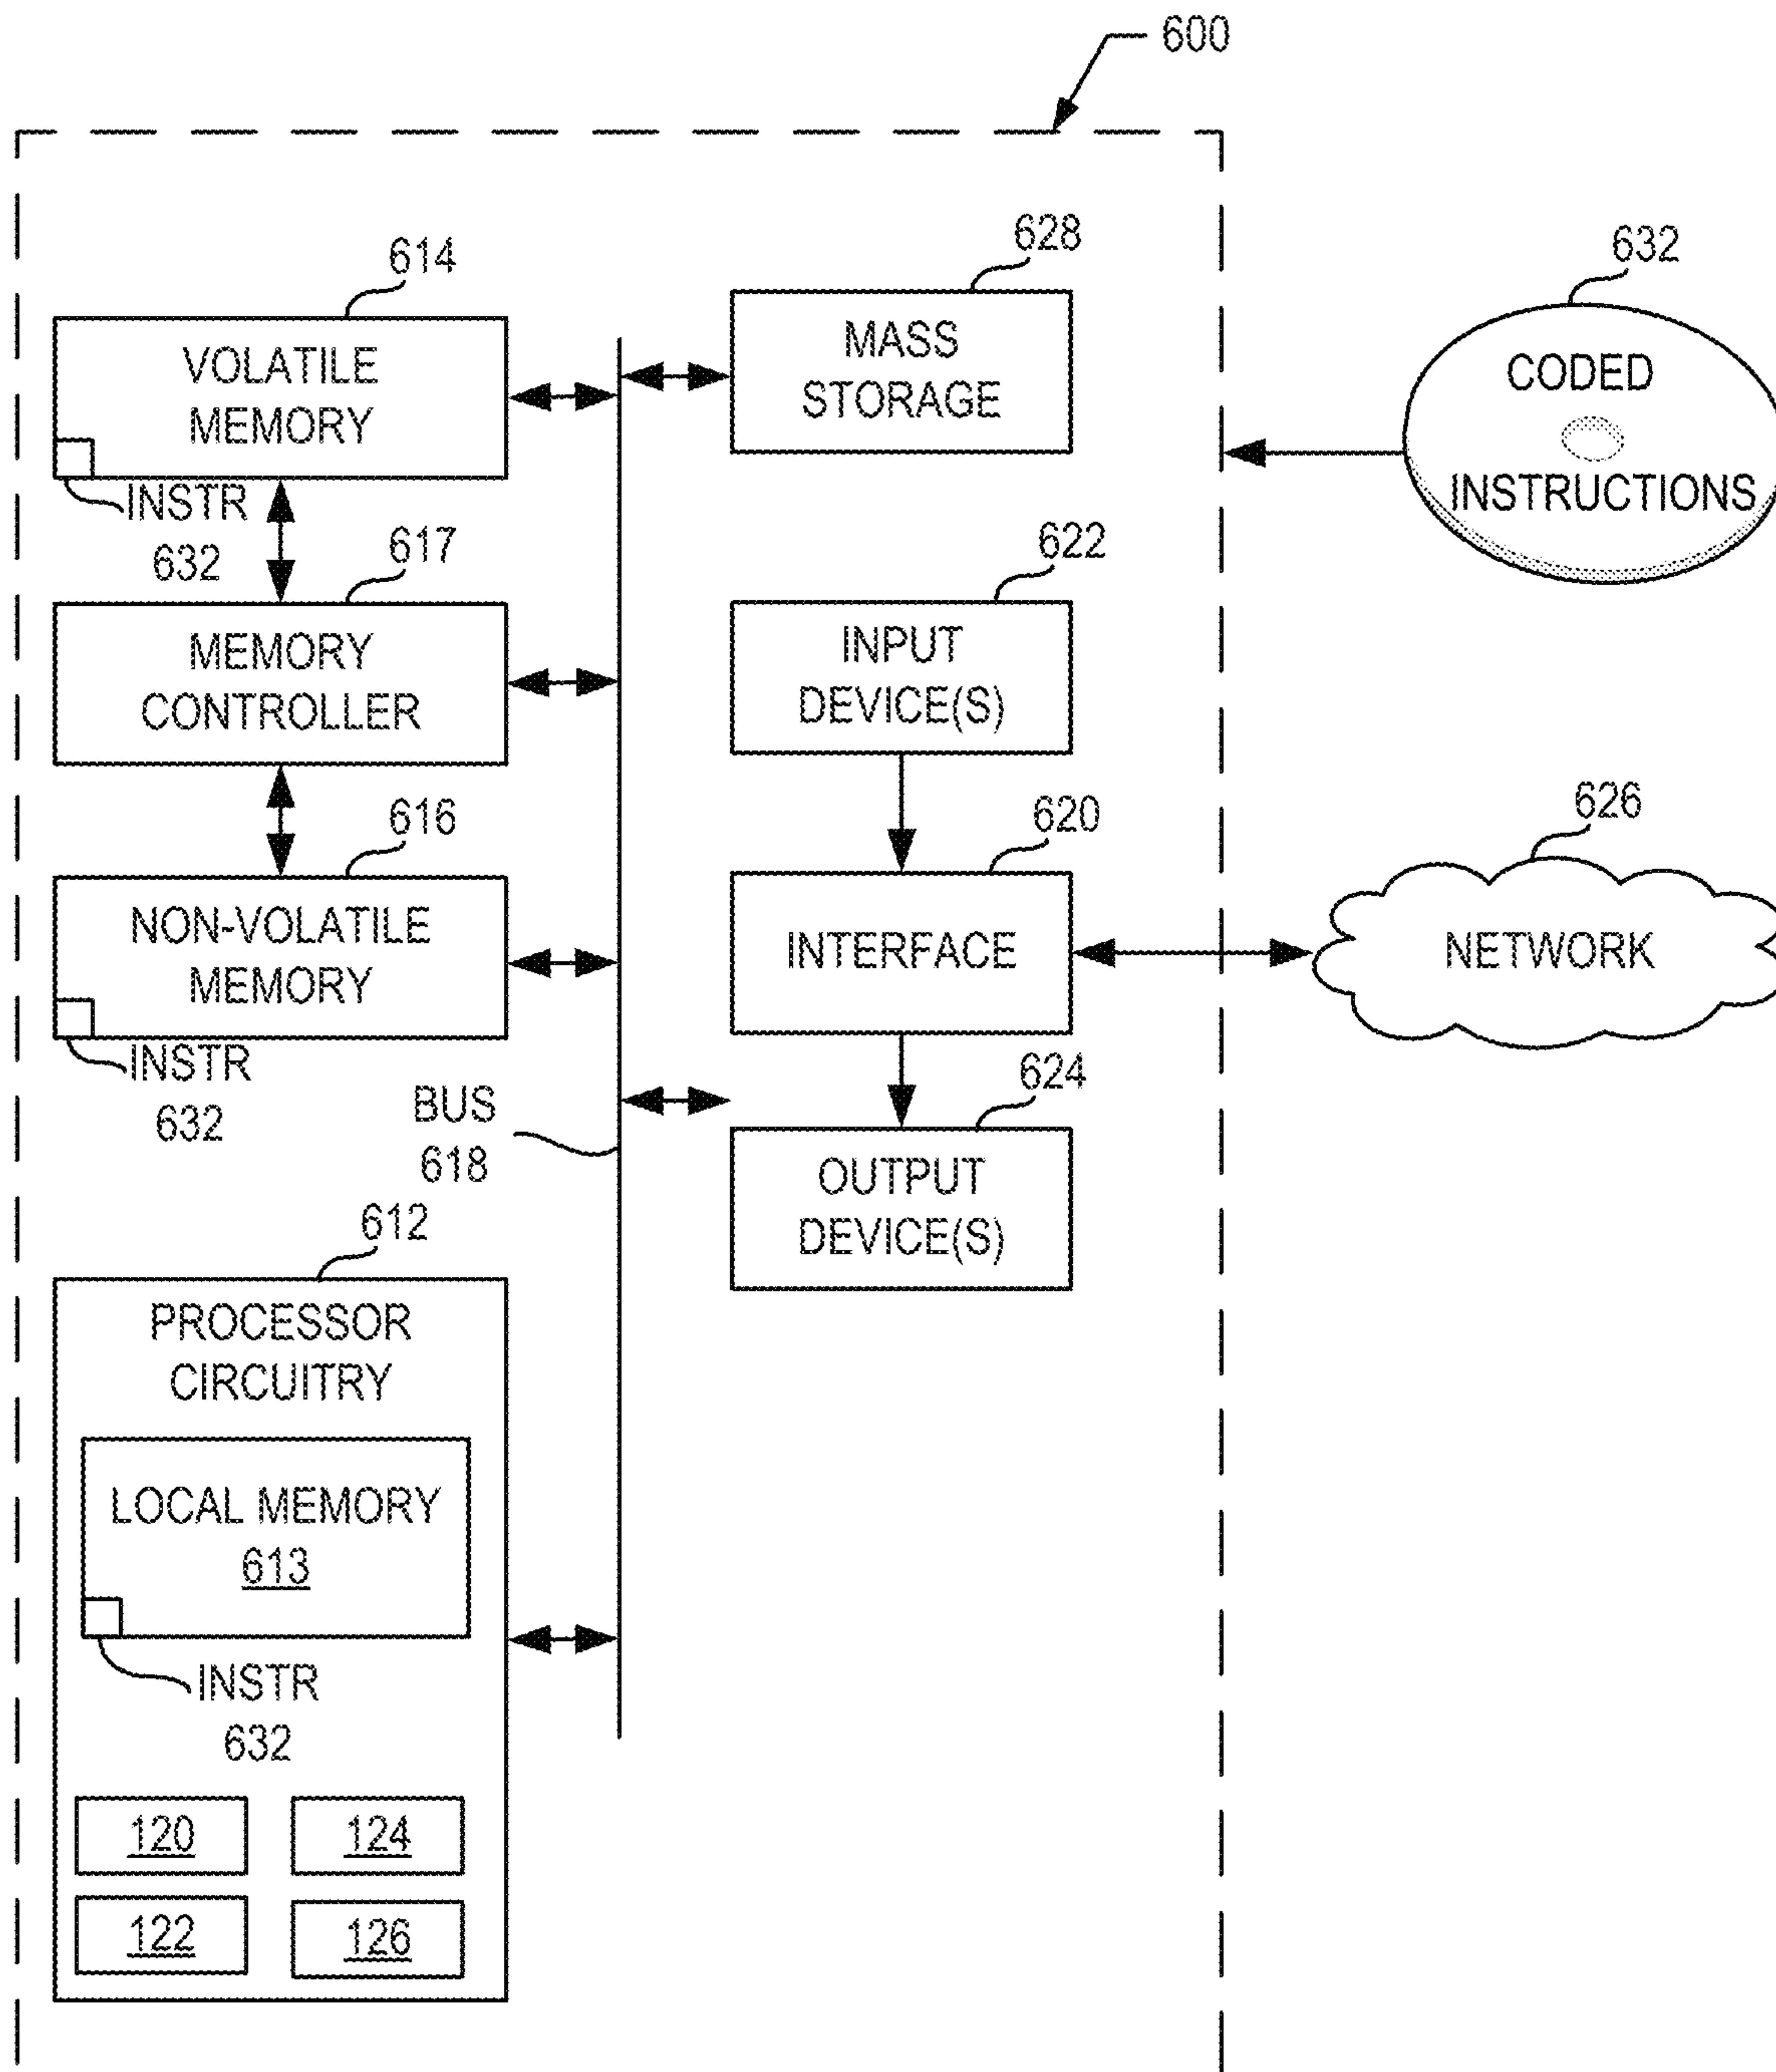 600
614
VOLATILE
MEMORY
INSTR
632
617
MEMORY
CONTROLLER
616
NON-VOLATILE
MEMORY
INSTR
632
BUS
618
612
PROCESSOR
CIRCUITRY
LOCAL MEMORY
613
INSTR
632
120
124
122
126
628
MASS
STORAGE
622
INPUT
DEVICE(S)
620
INTERFACE
624
OUTPUT
DEVICE(S)
632
CODED
INSTRUCTIONS
626
NETWORK